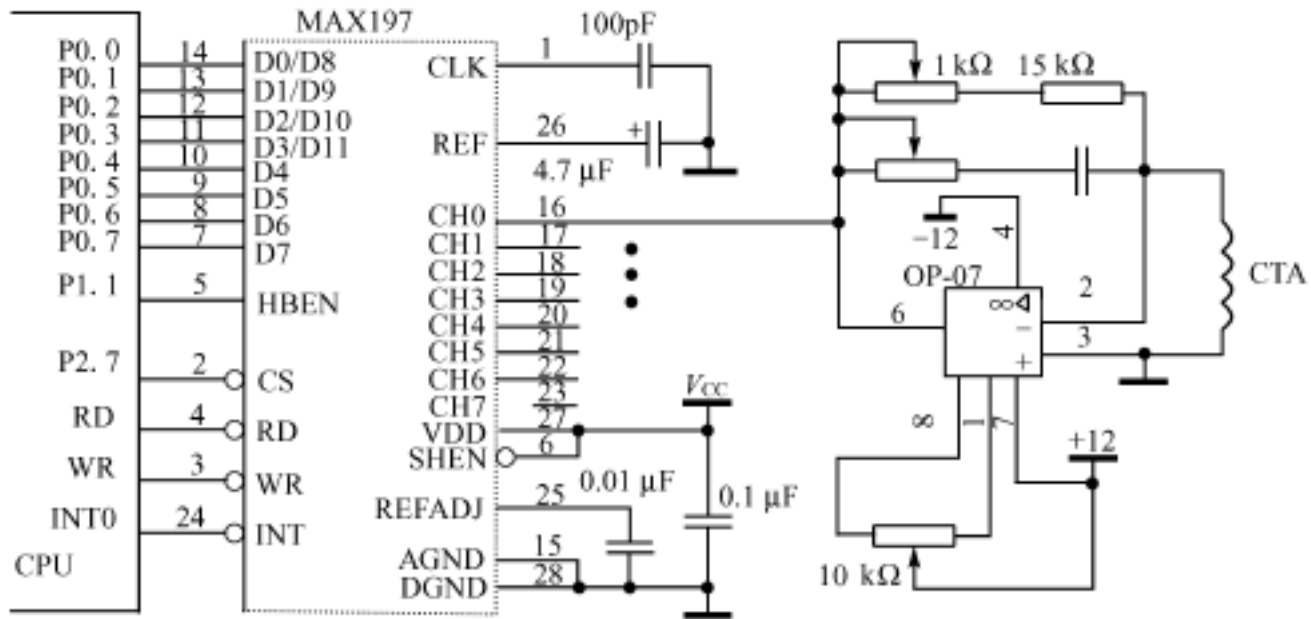 MAX197
P0. 0 14 D0/D8
P0. 1 13 D1/D9
P0. 2 12 D2/D10
P0. 3 11 D3/D11
P0. 4 10 D4
P0. 5 9 D5
P0. 6 8 D6
P0. 7 7 D7
P1. 1 5 HBEN
P2. 7 2 CS
RD 4 RD
WR 3 WR
INT0 24 INT
CPU
CLK 1 100pF
REF 26 +
4.7 μF
CH0 16
CH1 17
CH2 18
CH3 19
CH4 20
CH5 21
CH6 22
CH7 23
VDD 27
SHEN 6
VCC
0.01 μF
REFADJ 25
0.1 μF
AGND 15
DGND 28
1 kΩ 15 kΩ
−12
4
OP-07
CTA
6
∞
2
−
3
+
8
1
7
+12
10 kΩ